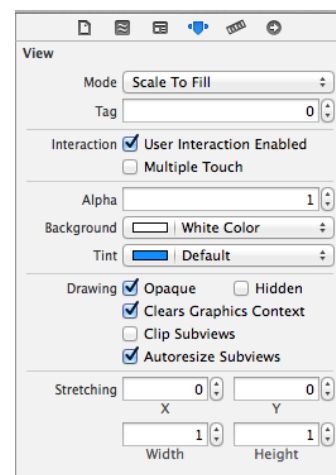 View
Mode Scale To Fill
Tag 0
Interaction User Interaction Enabled
Multiple Touch
Alpha 1
Background White Color
Tint Default
Drawing Opaque Hidden
Clears Graphics Context
Clip Subviews
Autoresize Subviews
Stretching 0 0
X Y
1 1
Width Height